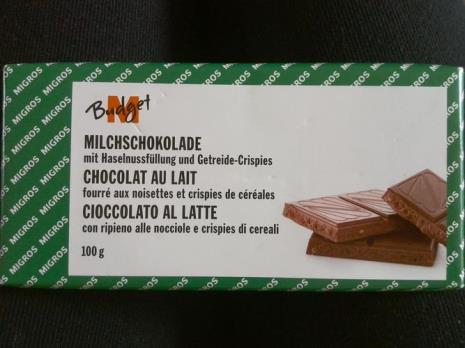 M
Budget
MILCHSCHOKOLADE
mit Haselnussfüllung und Getreide-Crispies
CHOCOLAT AU LAIT
fourré aux noisettes et crispies de céréales
CIOCCOLATO AL LATTE
con ripieno alle nocciole e crispies di cereali
100 g
MIGROS